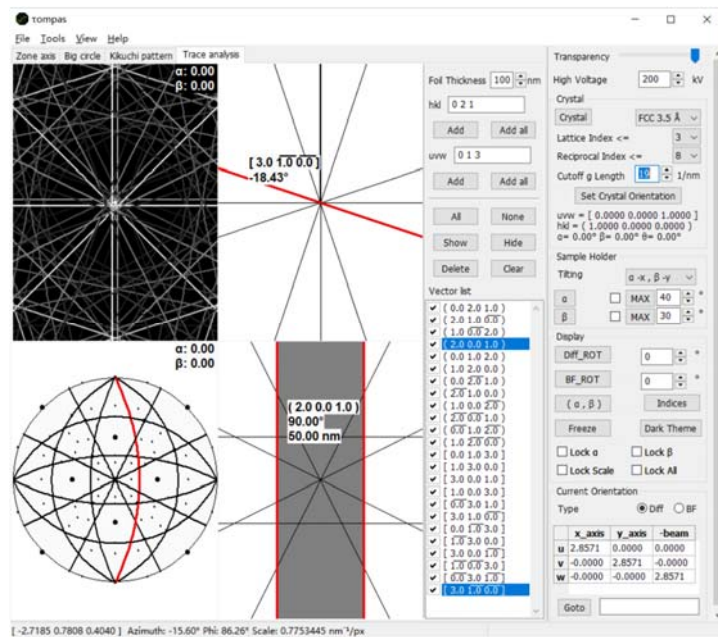 τompas
File Tools View Help
Zone axis Big circle Kikuchi pattern Trace analysis
α: 0.00
β: 0.00
[ 3.0 1.0 0.0 ]
-18.43°
α: 0.00
β: 0.00
( 2.0 0.0 1.0 )
90.00°
50.00 nm
Foil Thickness 100 nm
hkl 0 2 1
Add Add all
uvw 0 1 3
Add Add all
All None
Show Hide
Delete Clear
Vector list
( 0.0 2.0 1.0 )
( 2.0 1.0 0.0 )
( 1.0 0.0 2.0 )
( 2.0 0.0 1.0 )
( 0.0 1.0 2.0 )
( 1.0 2.0 0.0 )
( 0.0 2.0 1.0 )
( 2.0 1.0 0.0 )
( 1.0 0.0 2.0 )
( 2.0 0.0 1.0 )
( 0.0 1.0 2.0 )
( 1.0 2.0 0.0 )
[ 0.0 1.0 3.0 ]
[ 1.0 3.0 0.0 ]
[ 3.0 0.0 1.0 ]
[ 1.0 0.0 3.0 ]
[ 0.0 3.0 1.0 ]
[ 3.0 1.0 0.0 ]
[ 0.0 1.0 3.0 ]
[ 1.0 3.0 0.0 ]
[ 3.0 0.0 1.0 ]
[ 1.0 0.0 3.0 ]
[ 0.0 3.0 1.0 ]
[ 3.0 1.0 0.0 ]
Transparency
High Voltage 200 kV
Crystal
Crystal FCC 3.5 Å
Lattice Index <= 3
Reciprocal Index <= 8
Cutoff g Length 19 1/nm
Set Crystal Orientation
uvw = [ 0.0000 0.0000 1.0000 ]
hkl = ( 1.0000 0.0000 0.0000 )
α= 0.00° β= 0.00° θ= 0.00°
Sample Holder
Tilting α -x , β -y
α MAX 40 °
β MAX 30 °
Display
Diff_ROT 0 °
BF_ROT 0 °
( α , β ) Indices
Freeze Dark Theme
Lock α Lock β
Lock Scale Lock All
Current Orientation
Type Diff BF
x_axis y_axis -beam
u 2.8571 0.0000 0.0000
v -0.0000 2.8571 0.0000
w -0.0000 -0.0000 2.8571
Goto
[ -2.7185 0.7808 0.4040 ] Azimuth: -15.60° Phi: 86.26° Scale: 0.7753445 nm⁻¹/px